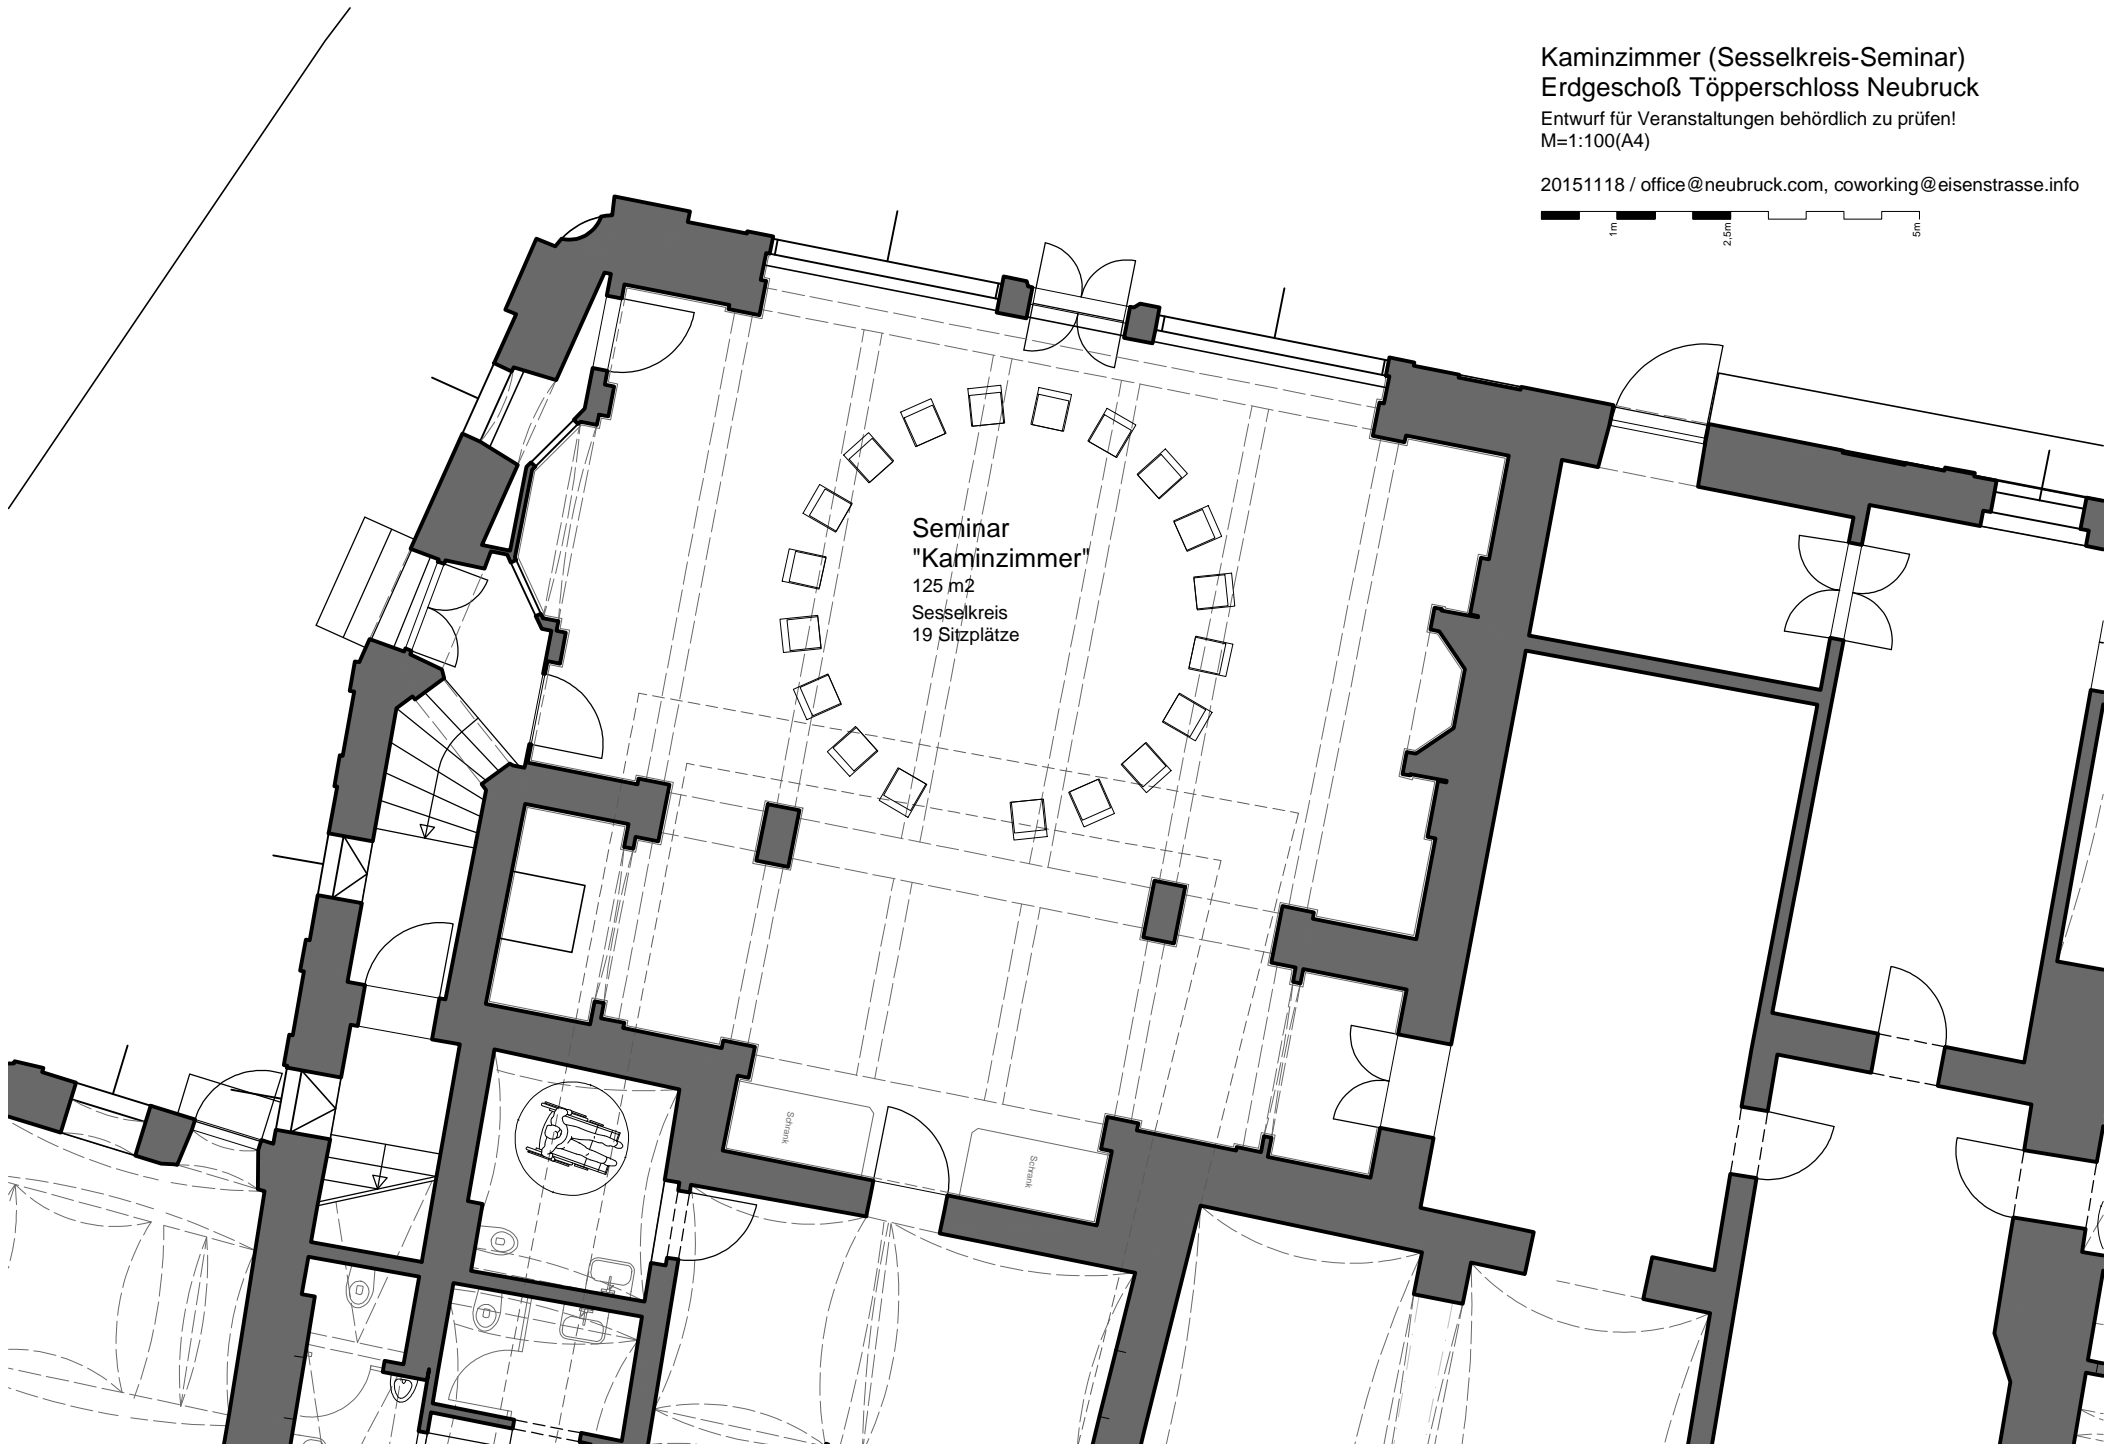 Kaminzimmer (Sesselkreis-Seminar)
Erdgeschoß Töpperschloss Neubruck
Entwurf für Veranstaltungen behördlich zu prüfen!
M=1:100(A4)
20151118 / office@neubruck.com, coworking@eisenstrasse.info
1m
2,5m
5m
Seminar
"Kaminzimmer"
125 m2
Sesselkreis
19 Sitzplätze
Schrank
Schrank